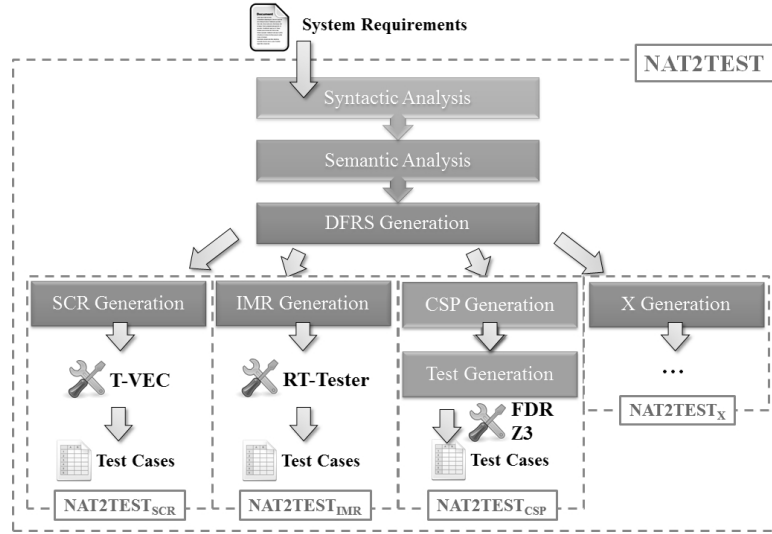 System Requirements
NAT2TEST
Syntactic Analysis
Semantic Analysis
DFRS Generation
SCR Generation
IMR Generation
CSP Generation
X Generation
T-VEC
RT-Tester
Test Generation
...
FDR
Z3
NAT2TESTX
Test Cases
Test Cases
Test Cases
NAT2TESTSCR
NAT2TESTIMR
NAT2TESTCSP